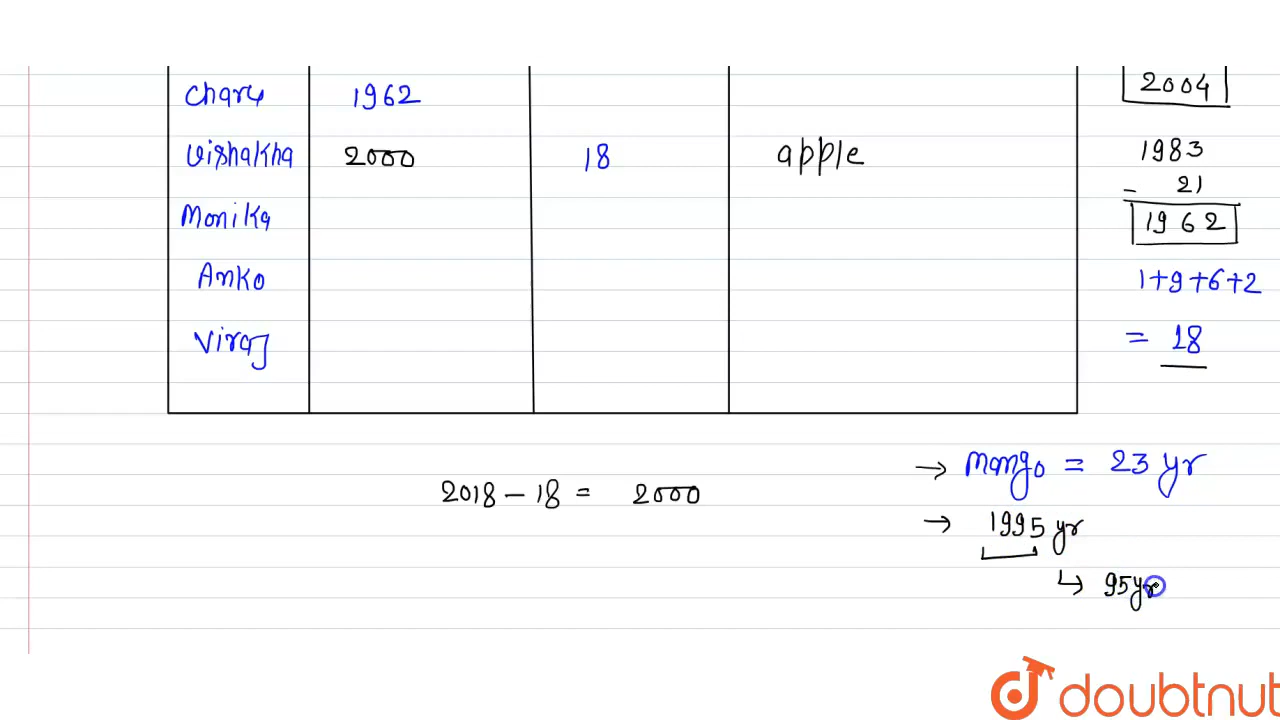 Charu 1962
Vishakha 2000 18 apple
Monika
Anko
Viraj
2004
1983
- 21
1962
1+9+6+2
= 18
2018 - 18 = 2000
→ Mango = 23 yr
→ 1995 yr
↳ 95yr
doubtnut